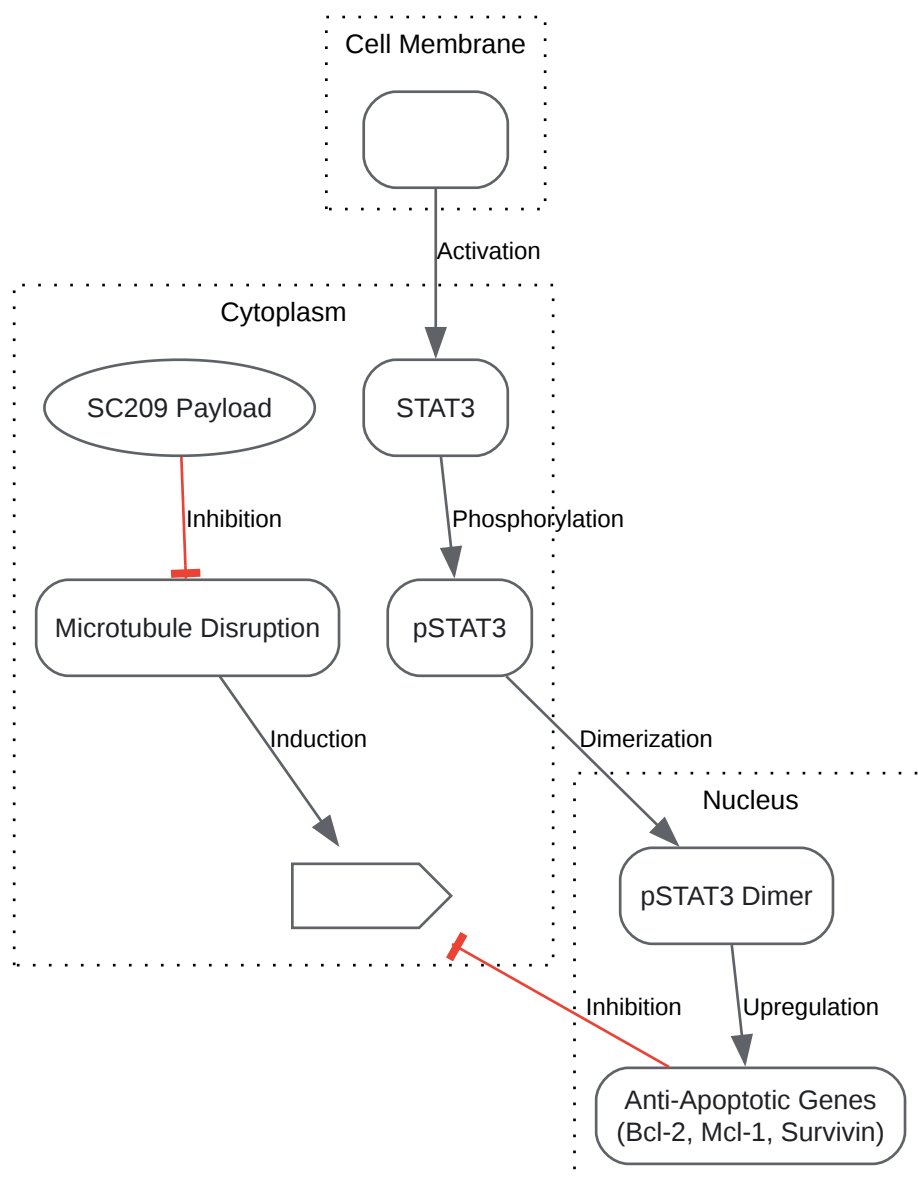 Cell Membrane
Activation
Cytoplasm
SC209 Payload
STAT3
Inhibition
Phosphorylation
Microtubule Disruption
pSTAT3
Induction
Dimerization
Nucleus
pSTAT3 Dimer
Inhibition
Upregulation
Anti-Apoptotic Genes
(Bcl-2, Mcl-1, Survivin)